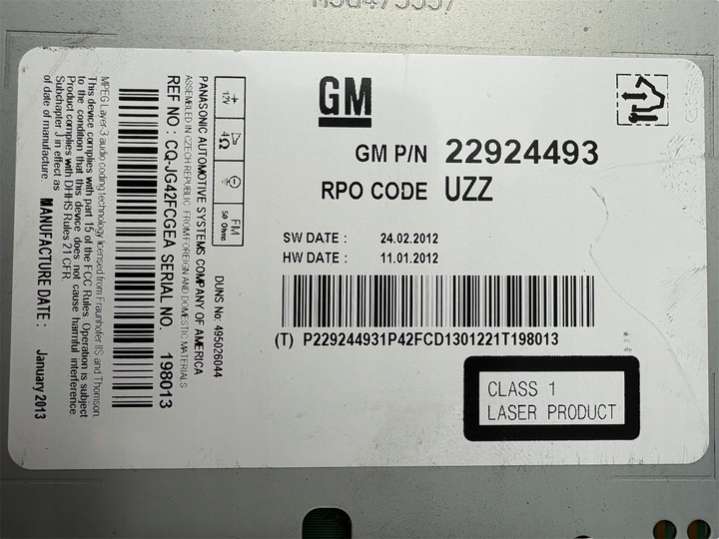 GM
GM P/N 22924493
RPO CODE UZZ
SW DATE : 24.02.2012
HW DATE : 11.01.2012
(T) P229244931P42FCD1301221T198013
CLASS 1
LASER PRODUCT
12V
4Ω
FM
50 Ohms
DUNS No: 495026044
PANASONIC AUTOMOTIVE SYSTEMS COMPANY OF AMERICA
ASSEMBLED IN CZECH REPUBLIC FROM FOREIGN AND DOMESTIC MATERIALS
REF NO : CQ-JG42FCGEA SERIAL NO. 198013
MPEG Layer 3 audio coding technology licensed from Fraunhofer IIS and Thomson.
This device complies with part 15 of the FCC Rules. Operation is subject
to the condition that this device does not cause harmful interference.
Product complies with DHHS Rules 21 CFR
Subchapter J in effect as
of date of manufacture. MANUFACTURE DATE : January 2013